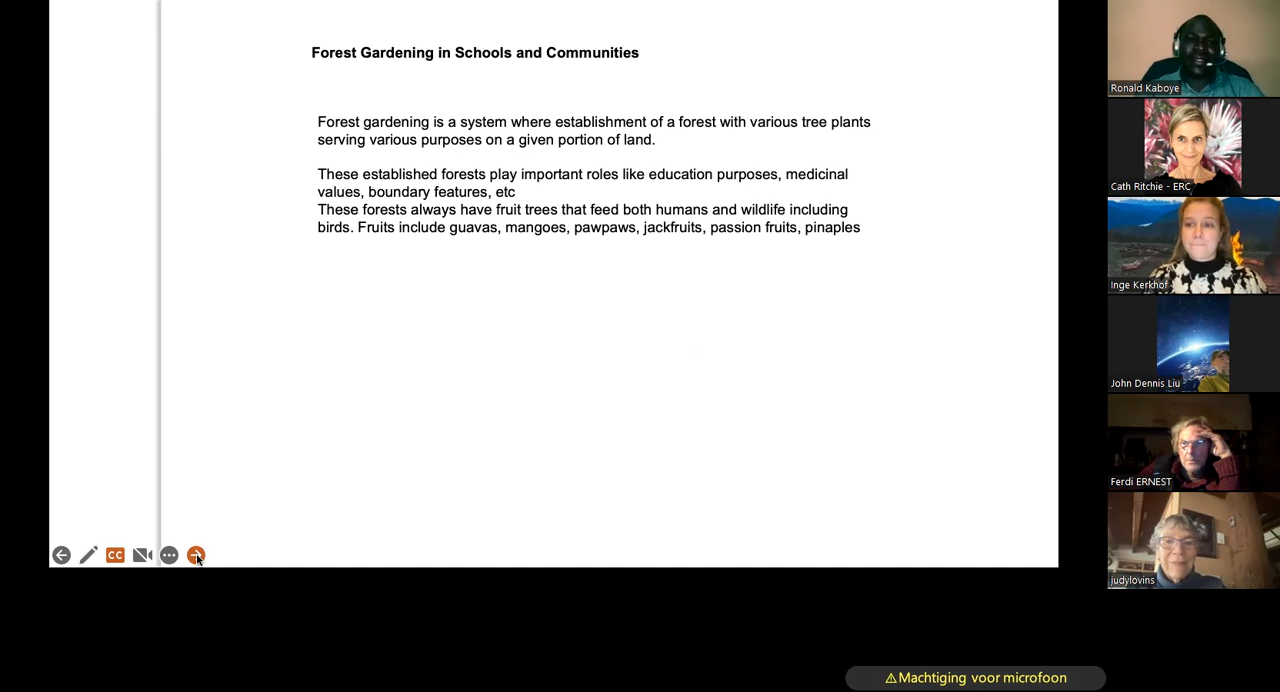 Forest Gardening in Schools and Communities
Forest gardening is a system where establishment of a forest with various tree plants
serving various purposes on a given portion of land.
These established forests play important roles like education purposes, medicinal
values, boundary features, etc
These forests always have fruit trees that feed both humans and wildlife including
birds. Fruits include guavas, mangoes, pawpaws, jackfruits, passion fruits, pinaples
CC
Ronald Kaboye
Cath Ritchie - ERC
Inge Kerkhof
John Dennis Liu
Ferdi ERNEST
judylovins
⚠Machtiging voor microfoon